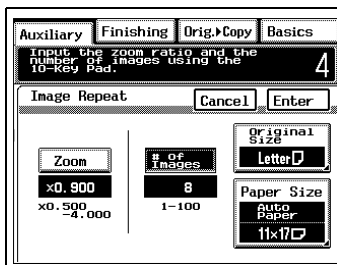 Auxiliary Finishing Orig.▸Copy Basics
Input the zoom ratio and the
number of images using the
10-Key Pad.
4
Image Repeat
Cancel Enter
Zoom
×0.900
×0.500
-4.000
# of
Images
8
1-100
Original
Size
Letter
Paper Size
Auto
Paper
11×17